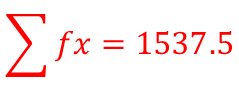 ∑ fx = 1537.5